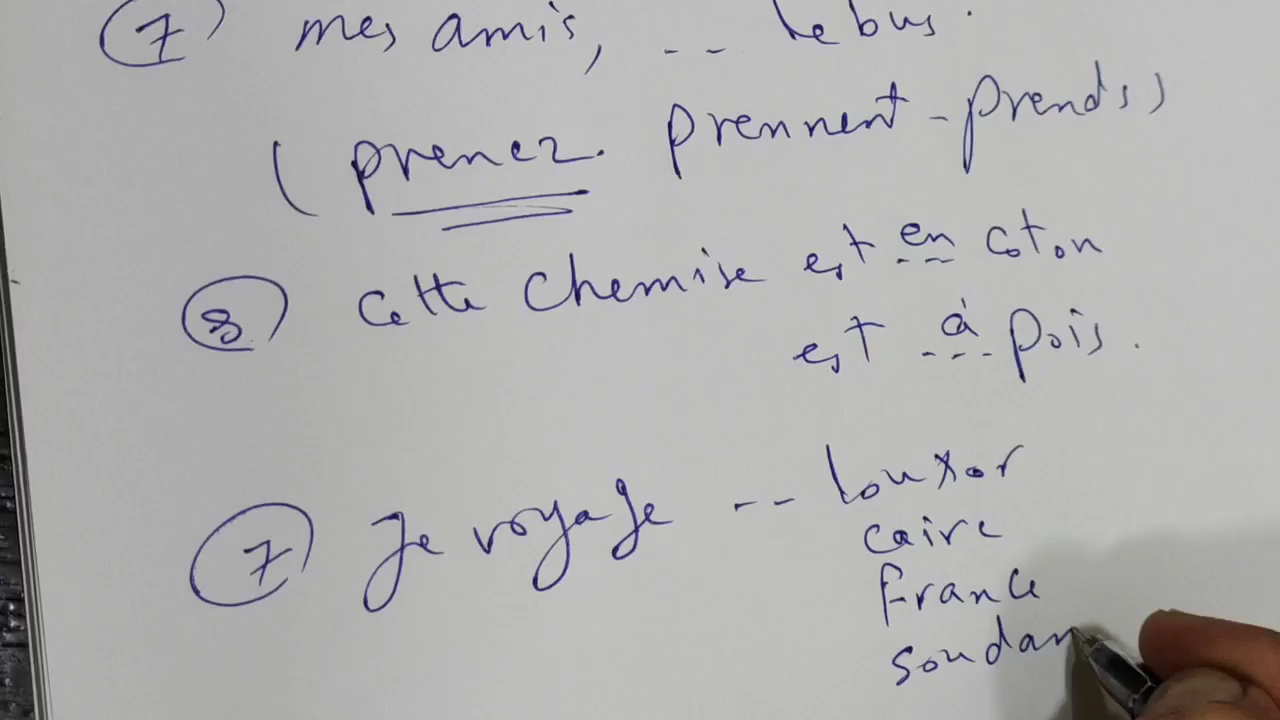 7 mes amis, -- le bus.
(prenez. prennent - prends)
8 cette chemise est en coton
est à pois.
7 Je voyage -- louxor
caire
France
soudan